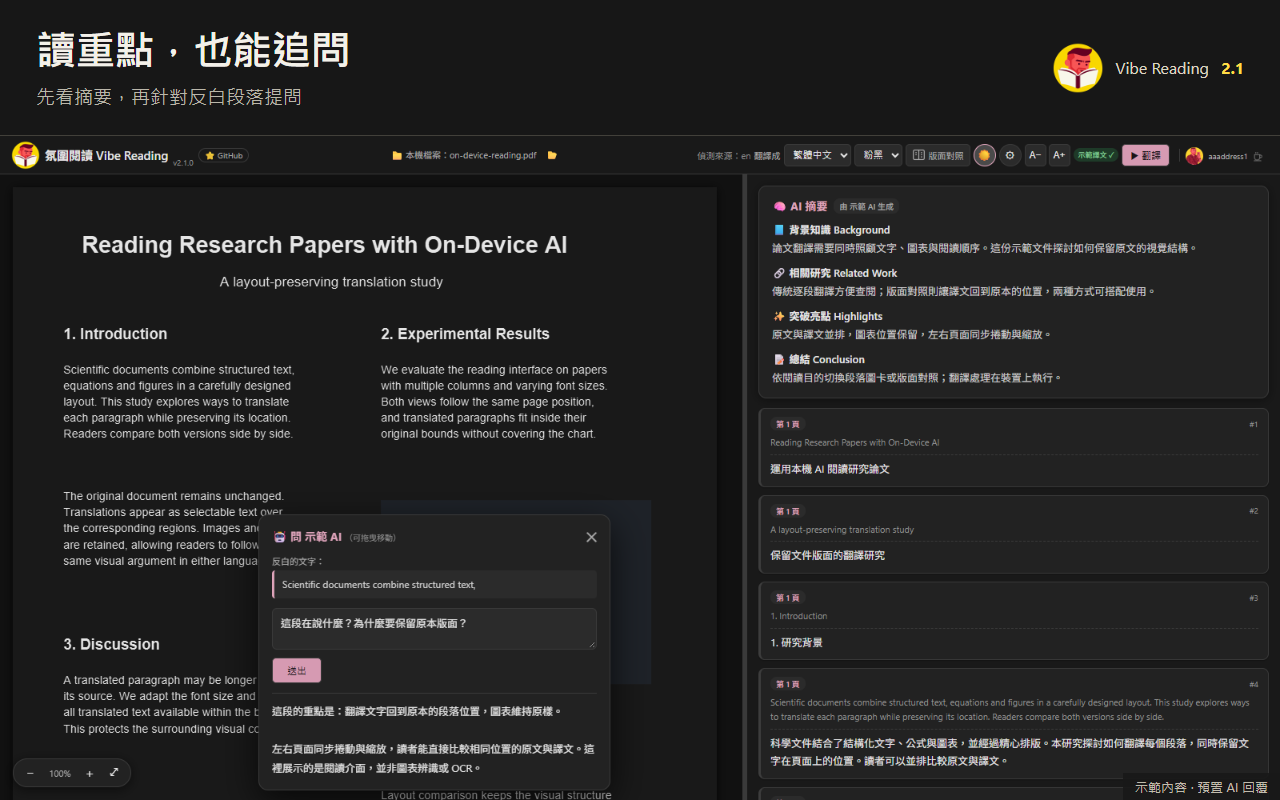 讀重點，也能追問
先看摘要，再針對反白段落提問
Vibe Reading 2.1
氛圍閱讀 Vibe Reading v2.1.0 ⭐ GitHub
📁 本機檔案：on-device-reading.pdf 📂
偵測來源：en 翻譯成 繁體中文 粉黑 版面對照 A− A+ 示範譯文 ✓ ▶ 翻譯 aaaddress1
Reading Research Papers with On-Device AI
A layout-preserving translation study
1. Introduction
Scientific documents combine structured text,
equations and figures in a carefully designed
layout. This study explores ways to translate
each paragraph while preserving its location.
Readers compare both versions side by side.
The original document remains unchanged.
Translations appear as selectable text over
the corresponding regions. Images an
are retained, allowing readers to follow
same visual argument in either langua
3. Discussion
A translated paragraph may be longer
its source. We adapt the font size and
all translated text available within the b
This protects the surrounding visual co
2. Experimental Results
We evaluate the reading interface on papers
with multiple columns and varying font sizes.
Both views follow the same page position,
and translated paragraphs fit inside their
original bounds without covering the chart.
Layout comparison keeps the visual structure
問 示範 AI （可拖曳移動） ✕
反白的文字：
Scientific documents combine structured text,
這段在說什麼？為什麼要保留原本版面？
送出
這段的重點是：翻譯文字回到原本的段落位置，圖表維持原樣。
左右頁面同步捲動與縮放，讀者能直接比較相同位置的原文與譯文。這
裡展示的是閱讀介面，並非圖表辨識或 OCR。
− 100% +
🧠 AI 摘要 由 示範 AI 生成
📘 背景知識 Background
論文翻譯需要同時照顧文字、圖表與閱讀順序。這份示範文件探討如何保留原文的視覺結構。
🔗 相關研究 Related Work
傳統逐段翻譯方便查閱；版面對照則讓譯文回到原本的位置，兩種方式可搭配使用。
✨ 突破亮點 Highlights
原文與譯文並排，圖表位置保留，左右頁面同步捲動與縮放。
📝 總結 Conclusion
依閱讀目的切換段落圖卡或版面對照；翻譯處理在裝置上執行。
第 1 頁 #1
Reading Research Papers with On-Device AI
運用本機 AI 閱讀研究論文
第 1 頁 #2
A layout-preserving translation study
保留文件版面的翻譯研究
第 1 頁 #3
1. Introduction
1. 研究背景
第 1 頁 #4
Scientific documents combine structured text, equations and figures in a carefully designed layout. This study explores ways
to translate each paragraph while preserving its location. Readers compare both versions side by side.
科學文件結合了結構化文字、公式與圖表，並經過精心排版。本研究探討如何翻譯每個段落，同時保留文
字在頁面上的位置。讀者可以並排比較原文與譯文。
示範內容 · 預置 AI 回覆